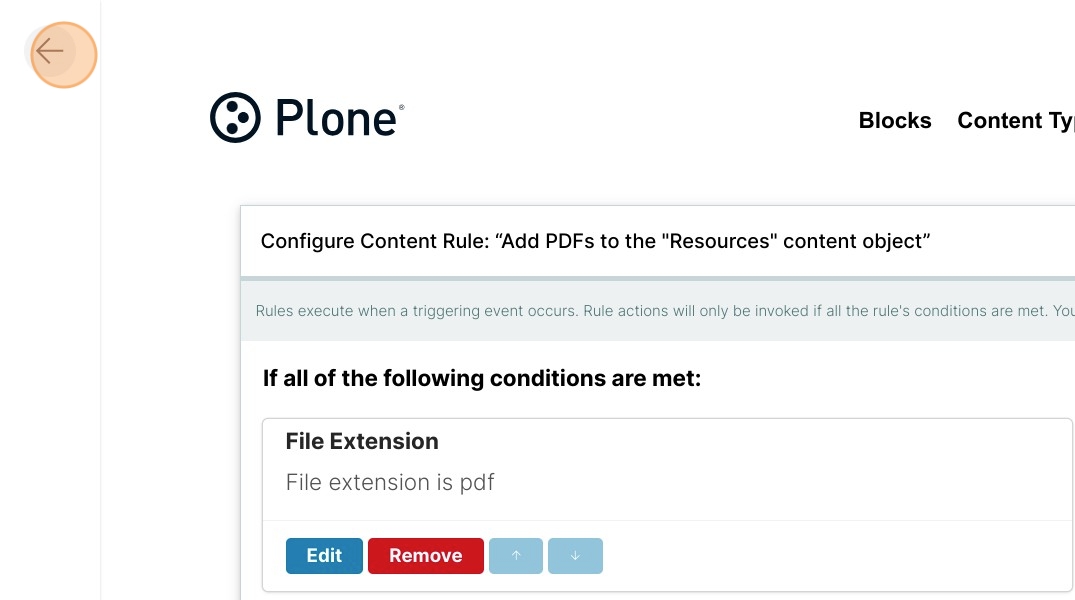 Plone®
Blocks Content Typ
Configure Content Rule: “Add PDFs to the "Resources" content object”
Rules execute when a triggering event occurs. Rule actions will only be invoked if all the rule's conditions are met. You
If all of the following conditions are met:
File Extension
File extension is pdf
Edit Remove ↑ ↓